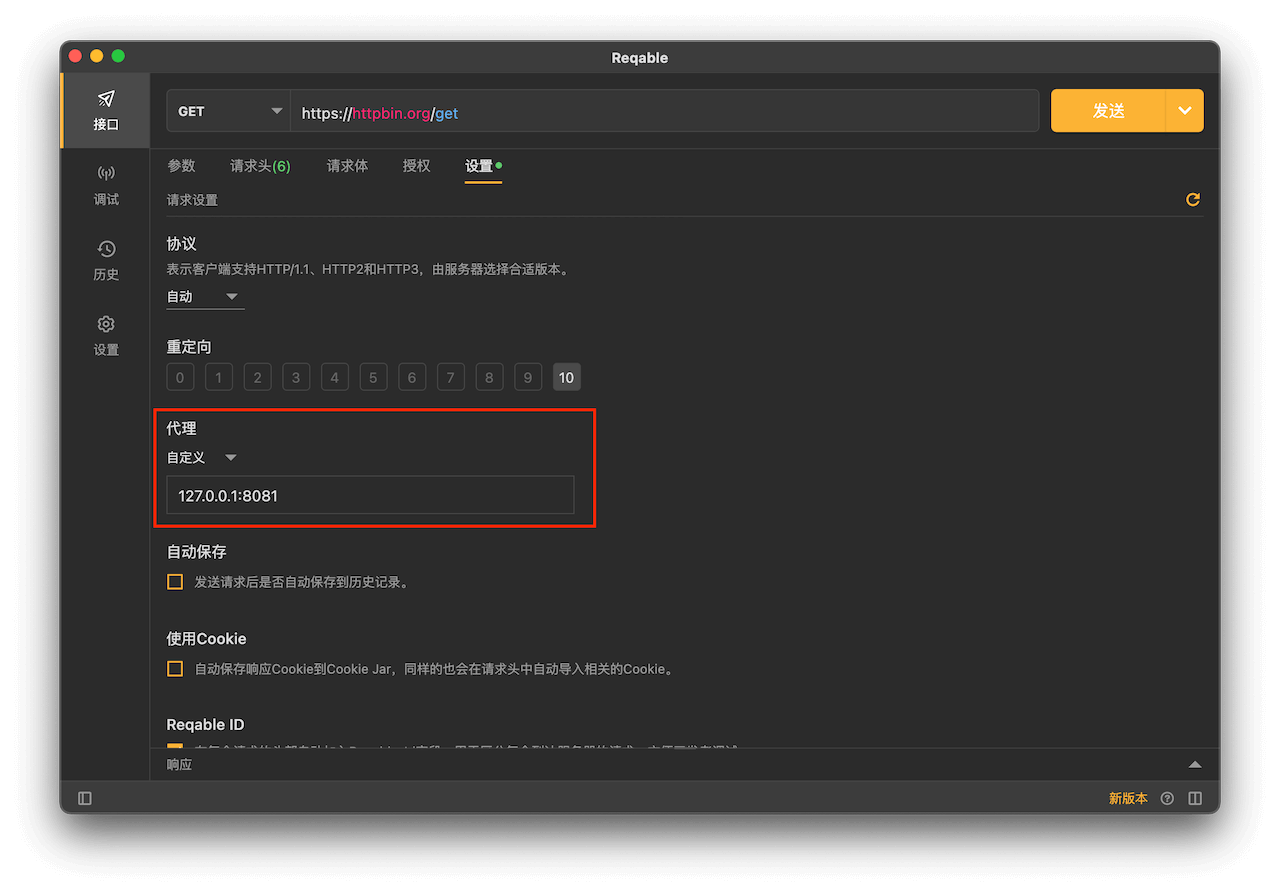 Reqable
接口
调试
历史
设置
GET https://httpbin.org/get 发送
参数 请求头(6) 请求体 授权 设置
请求设置
协议
表示客户端支持HTTP/1.1、HTTP2和HTTP3，由服务器选择合适版本。
自动
重定向
0 1 2 3 4 5 6 7 8 9 10
代理
自定义
127.0.0.1:8081
自动保存
发送请求后是否自动保存到历史记录。
使用Cookie
自动保存响应Cookie到Cookie Jar，同样的也会在请求头中自动导入相关的Cookie。
Reqable ID
响应
新版本